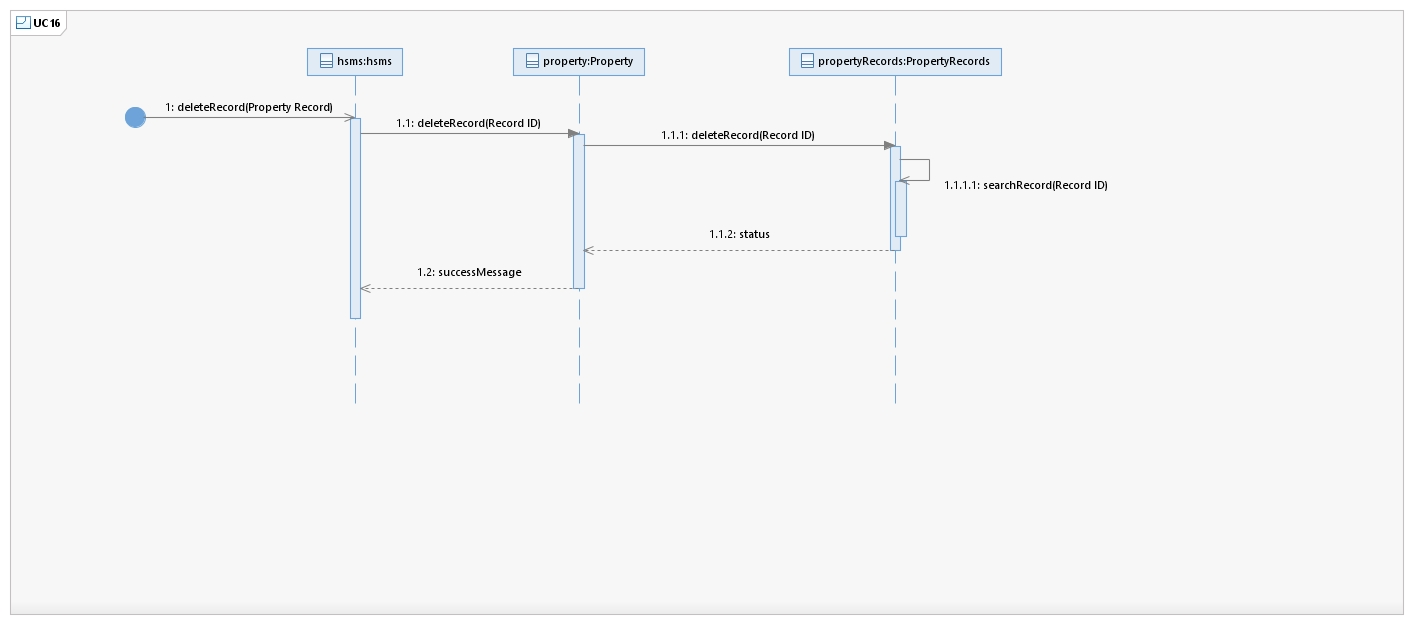 UC16
hsms:hsms
property:Property
propertyRecords:PropertyRecords
1: deleteRecord(Property Record)
1.1: deleteRecord(Record ID)
1.1.1: deleteRecord(Record ID)
1.1.1.1: searchRecord(Record ID)
1.1.2: status
1.2: successMessage